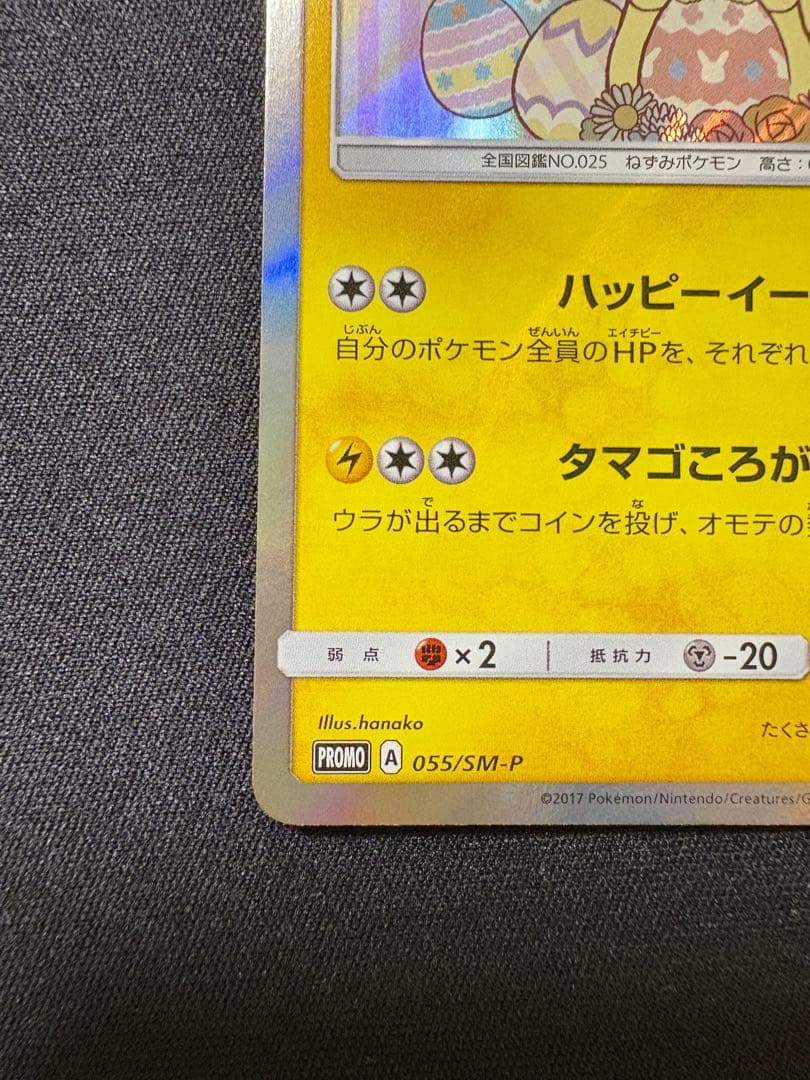 全国図鑑NO.025 ねずみポケモン 高さ:
ハッピーイー
じぶん ぜんいん エイチピー
自分のポケモン全員のHPを、それぞれ
タマゴころが
で な
ウラが出るまでコインを投げ、オモテの
弱点 ×2 抵抗力 -20
Illus.hanako
たくさ
PROMO A 055/SM-P
©2017 Pokémon/Nintendo/Creatures/G